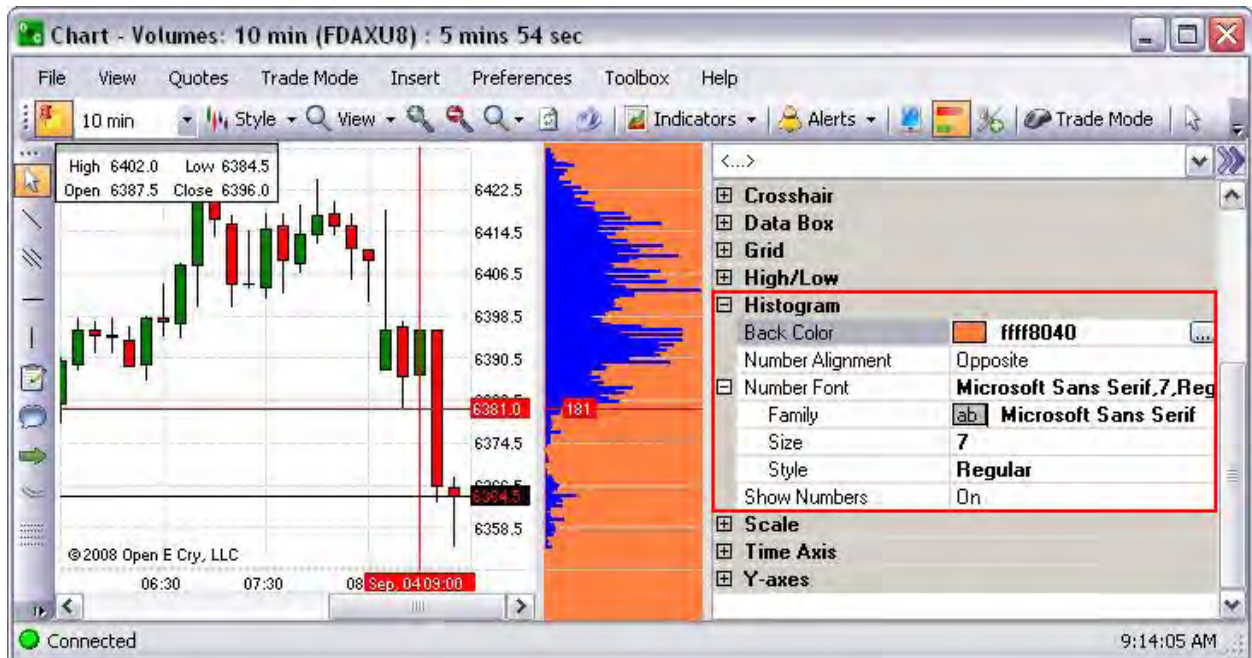 Chart - Volumes: 10 min (FDAXU8) : 5 mins 54 sec
File View Quotes Trade Mode Insert Preferences Toolbox Help
10 min Style View Indicators Alerts Trade Mode
High 6402.0 Low 6384.5
Open 6387.5 Close 6396.0
6422.5
6414.5
6406.5
6398.5
6390.5
6381.0
181
6374.5
6364.5
6358.5
©2008 Open E Cry, LLC
06:30 07:30 08 Sep, 04 09:00
<...>
Crosshair
Data Box
Grid
High/Low
Histogram
Back Color ffff8040 ...
Number Alignment Opposite
Number Font Microsoft Sans Serif,7,Reg
Family ab Microsoft Sans Serif
Size 7
Style Regular
Show Numbers On
Scale
Time Axis
Y-axes
Connected 9:14:05 AM